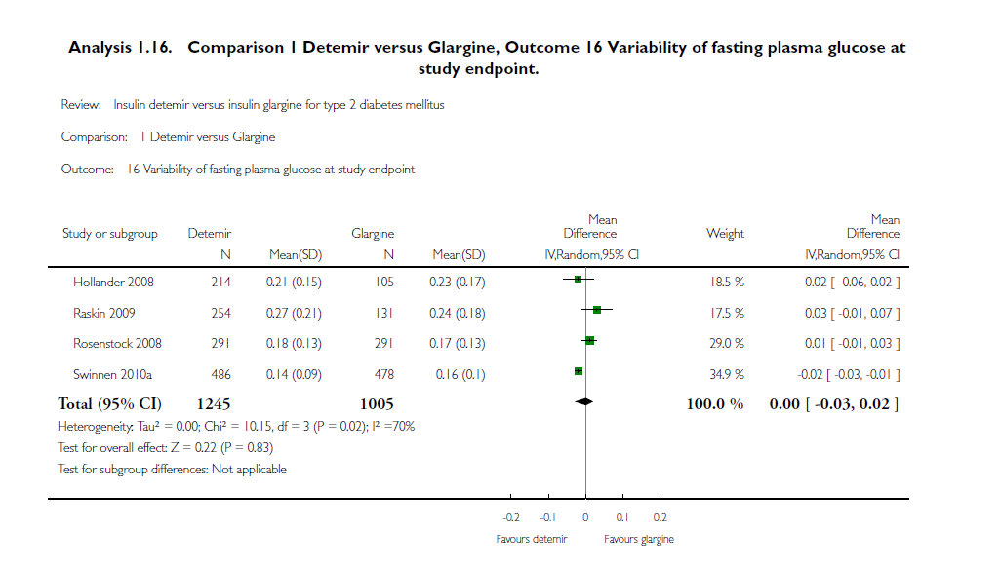 Analysis 1.16. Comparison 1 Detemir versus Glargine, Outcome 16 Variability of fasting plasma glucose at
study endpoint.
Review: Insulin detemir versus insulin glargine for type 2 diabetes mellitus
Comparison: 1 Detemir versus Glargine
Outcome: 16 Variability of fasting plasma glucose at study endpoint
Mean Mean
Study or subgroup Detemir Glargine Difference Weight Difference
N Mean(SD) N Mean(SD) IV,Random,95% CI IV,Random,95% CI
Hollander 2008 214 0.21 (0.15) 105 0.23 (0.17) 18.5 % -0.02 [ -0.06, 0.02 ]
Raskin 2009 254 0.27 (0.21) 131 0.24 (0.18) 17.5 % 0.03 [ -0.01, 0.07 ]
Rosenstock 2008 291 0.18 (0.13) 291 0.17 (0.13) 29.0 % 0.01 [ -0.01, 0.03 ]
Swinnen 2010a 486 0.14 (0.09) 478 0.16 (0.1) 34.9 % -0.02 [ -0.03, -0.01 ]
Total (95% CI) 1245 1005 100.0 % 0.00 [ -0.03, 0.02 ]
Heterogeneity: Tau² = 0.00; Chi² = 10.15, df = 3 (P = 0.02); I² =70%
Test for overall effect: Z = 0.22 (P = 0.83)
Test for subgroup differences: Not applicable
-0.2 -0.1 0 0.1 0.2
Favours detemir Favours glargine